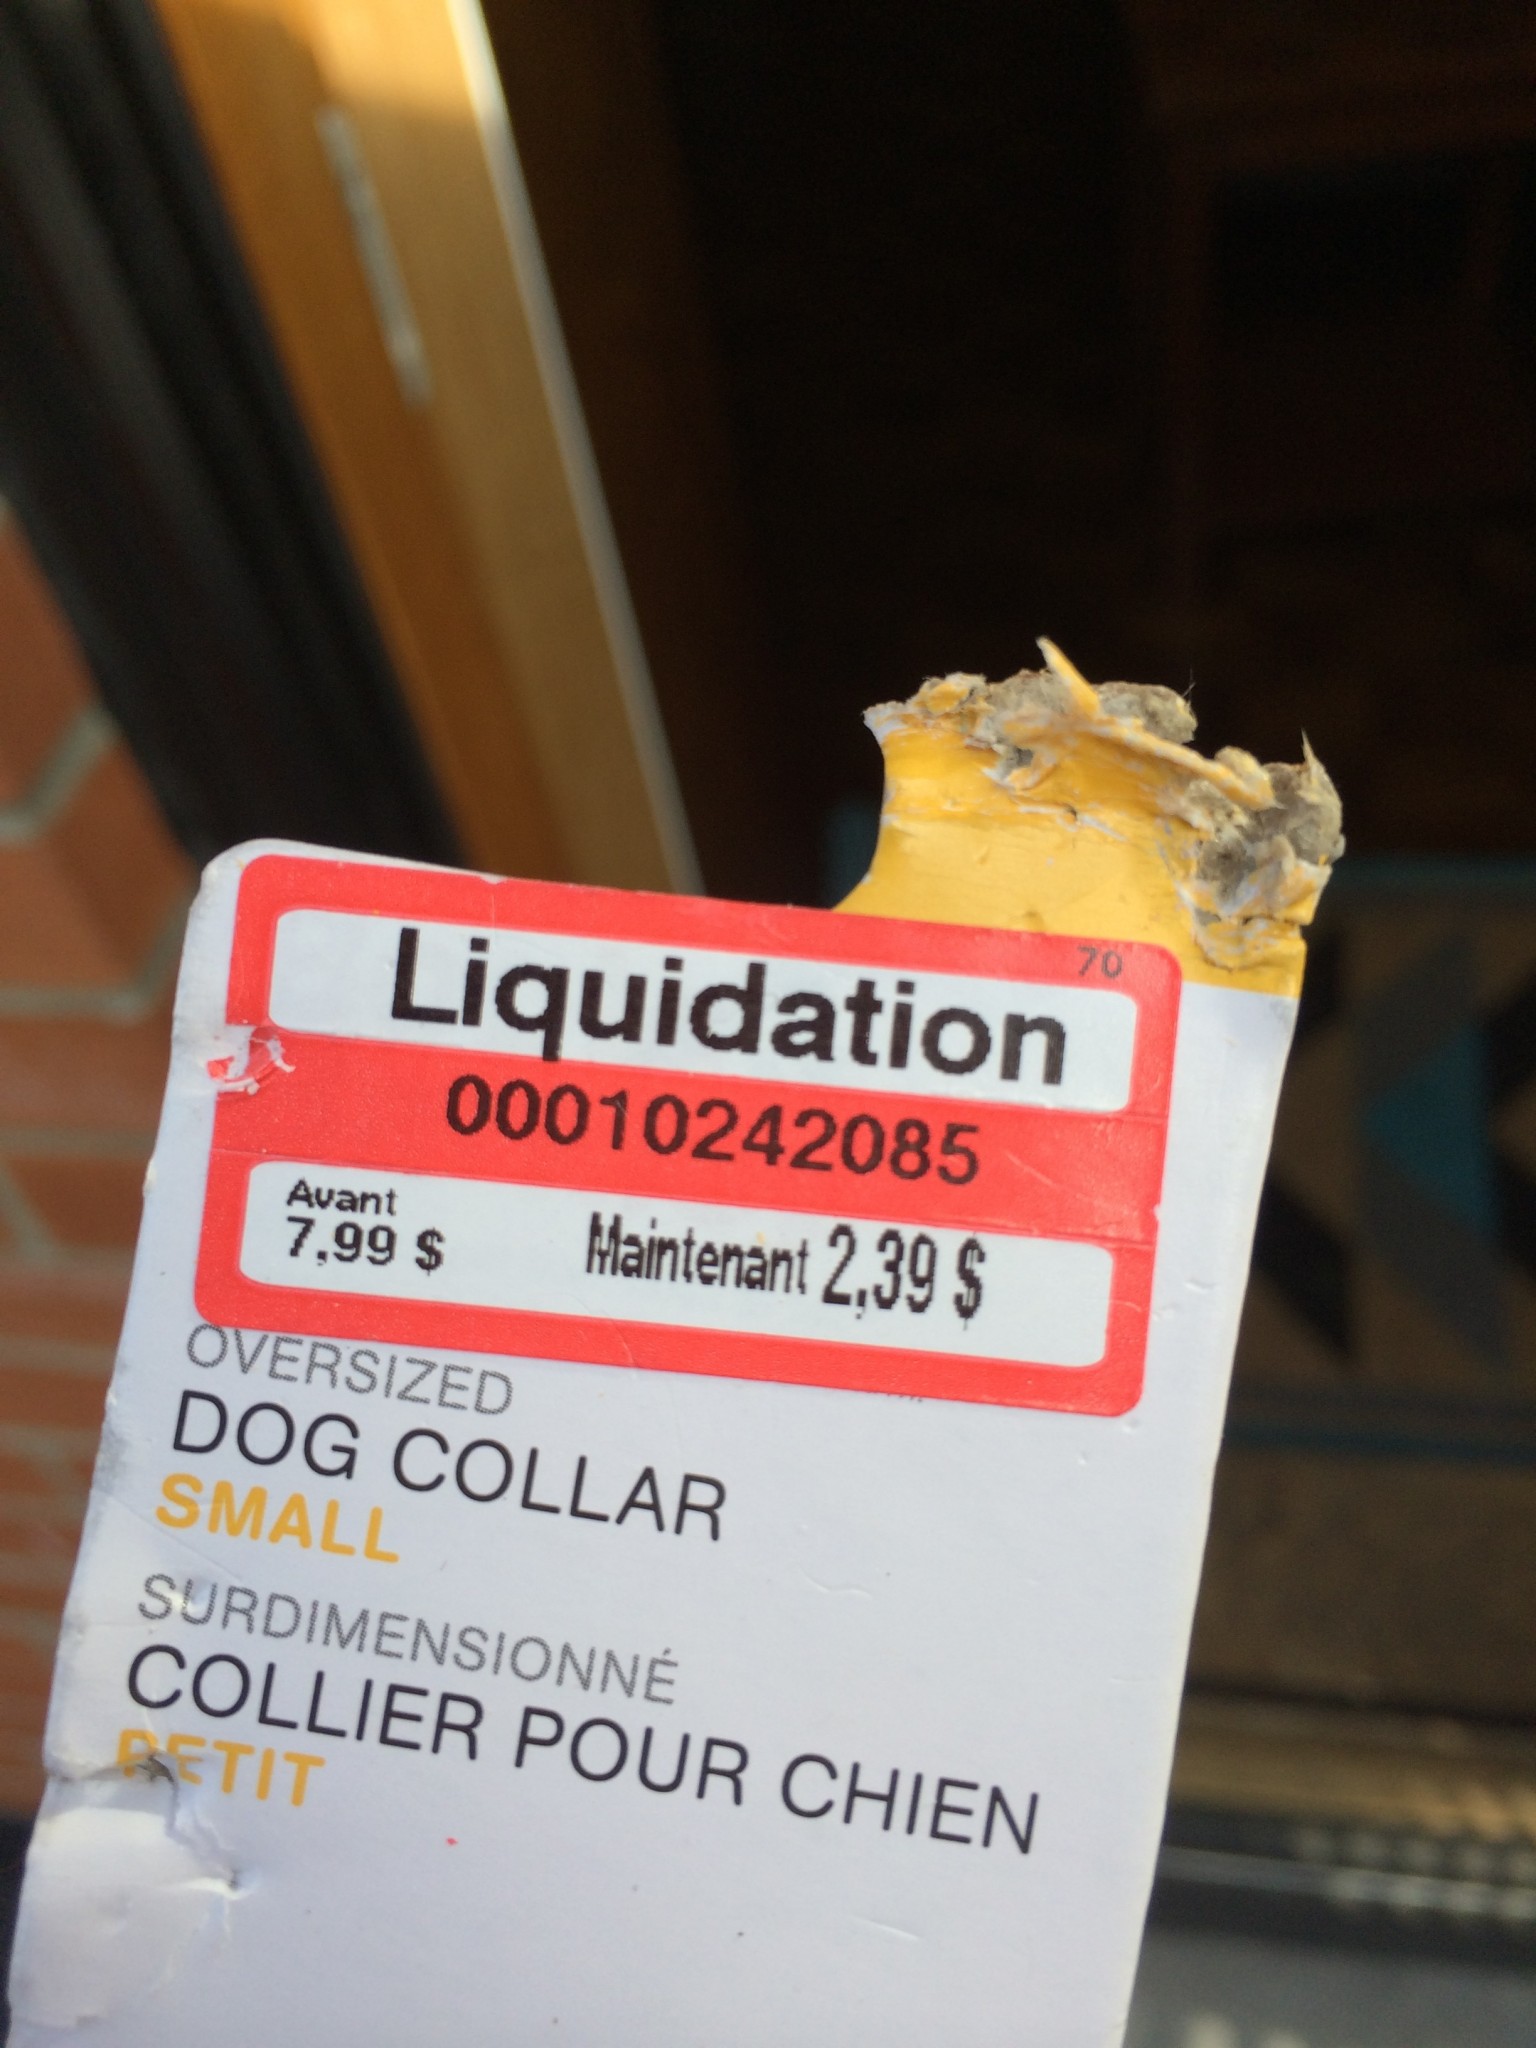 70
Liquidation
00010242085
Avant
7,99 $ Maintenant 2,39 $
OVERSIZED
DOG COLLAR
SMALL
SURDIMENSIONNÉ
COLLIER POUR CHIEN
PETIT